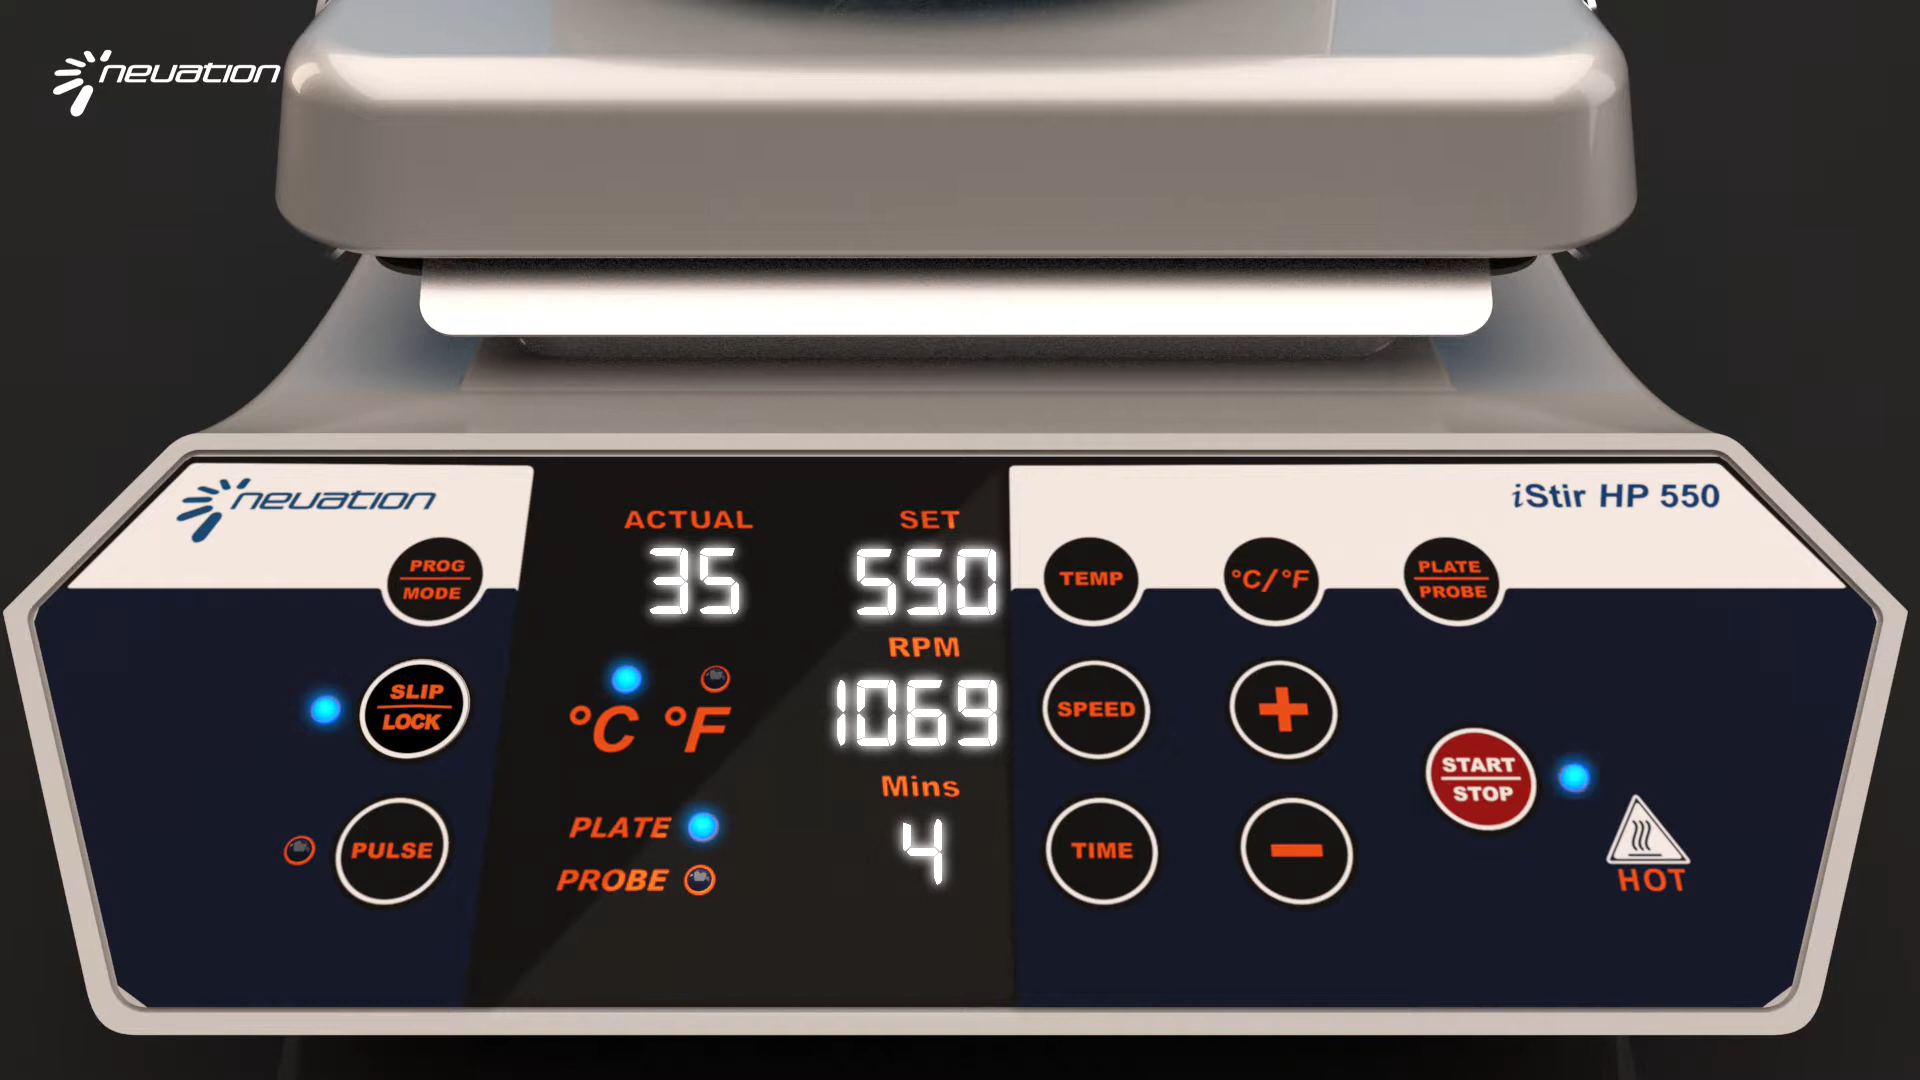 neuation
neuation
iStir HP 550
ACTUAL
SET
35
550
PROG
MODE
TEMP
°C/°F
PLATE
PROBE
RPM
1069
SLIP
LOCK
°C °F
SPEED
+
START
STOP
Mins
4
PLATE
PROBE
PULSE
TIME
−
HOT